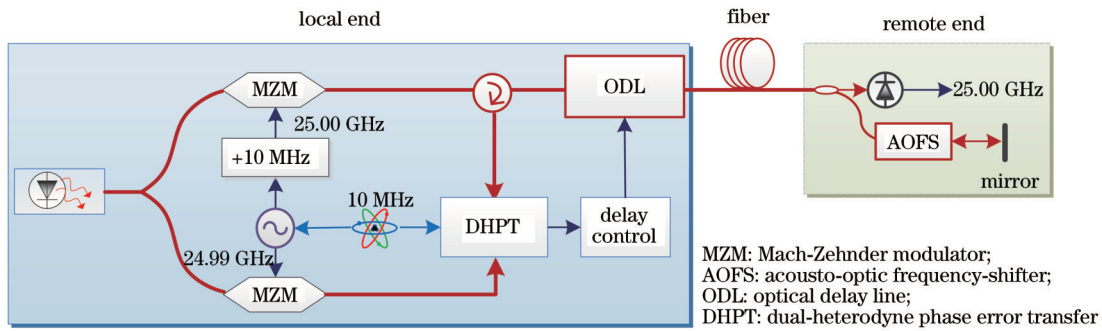 local end
fiber
remote end
MZM
ODL
25.00 GHz
25.00 GHz
+10 MHz
AOFS
10 MHz
mirror
DHPT
delay
control
24.99 GHz
MZM
MZM: Mach-Zehnder modulator;
AOFS: acousto-optic frequency-shifter;
ODL: optical delay line;
DHPT: dual-heterodyne phase error transfer